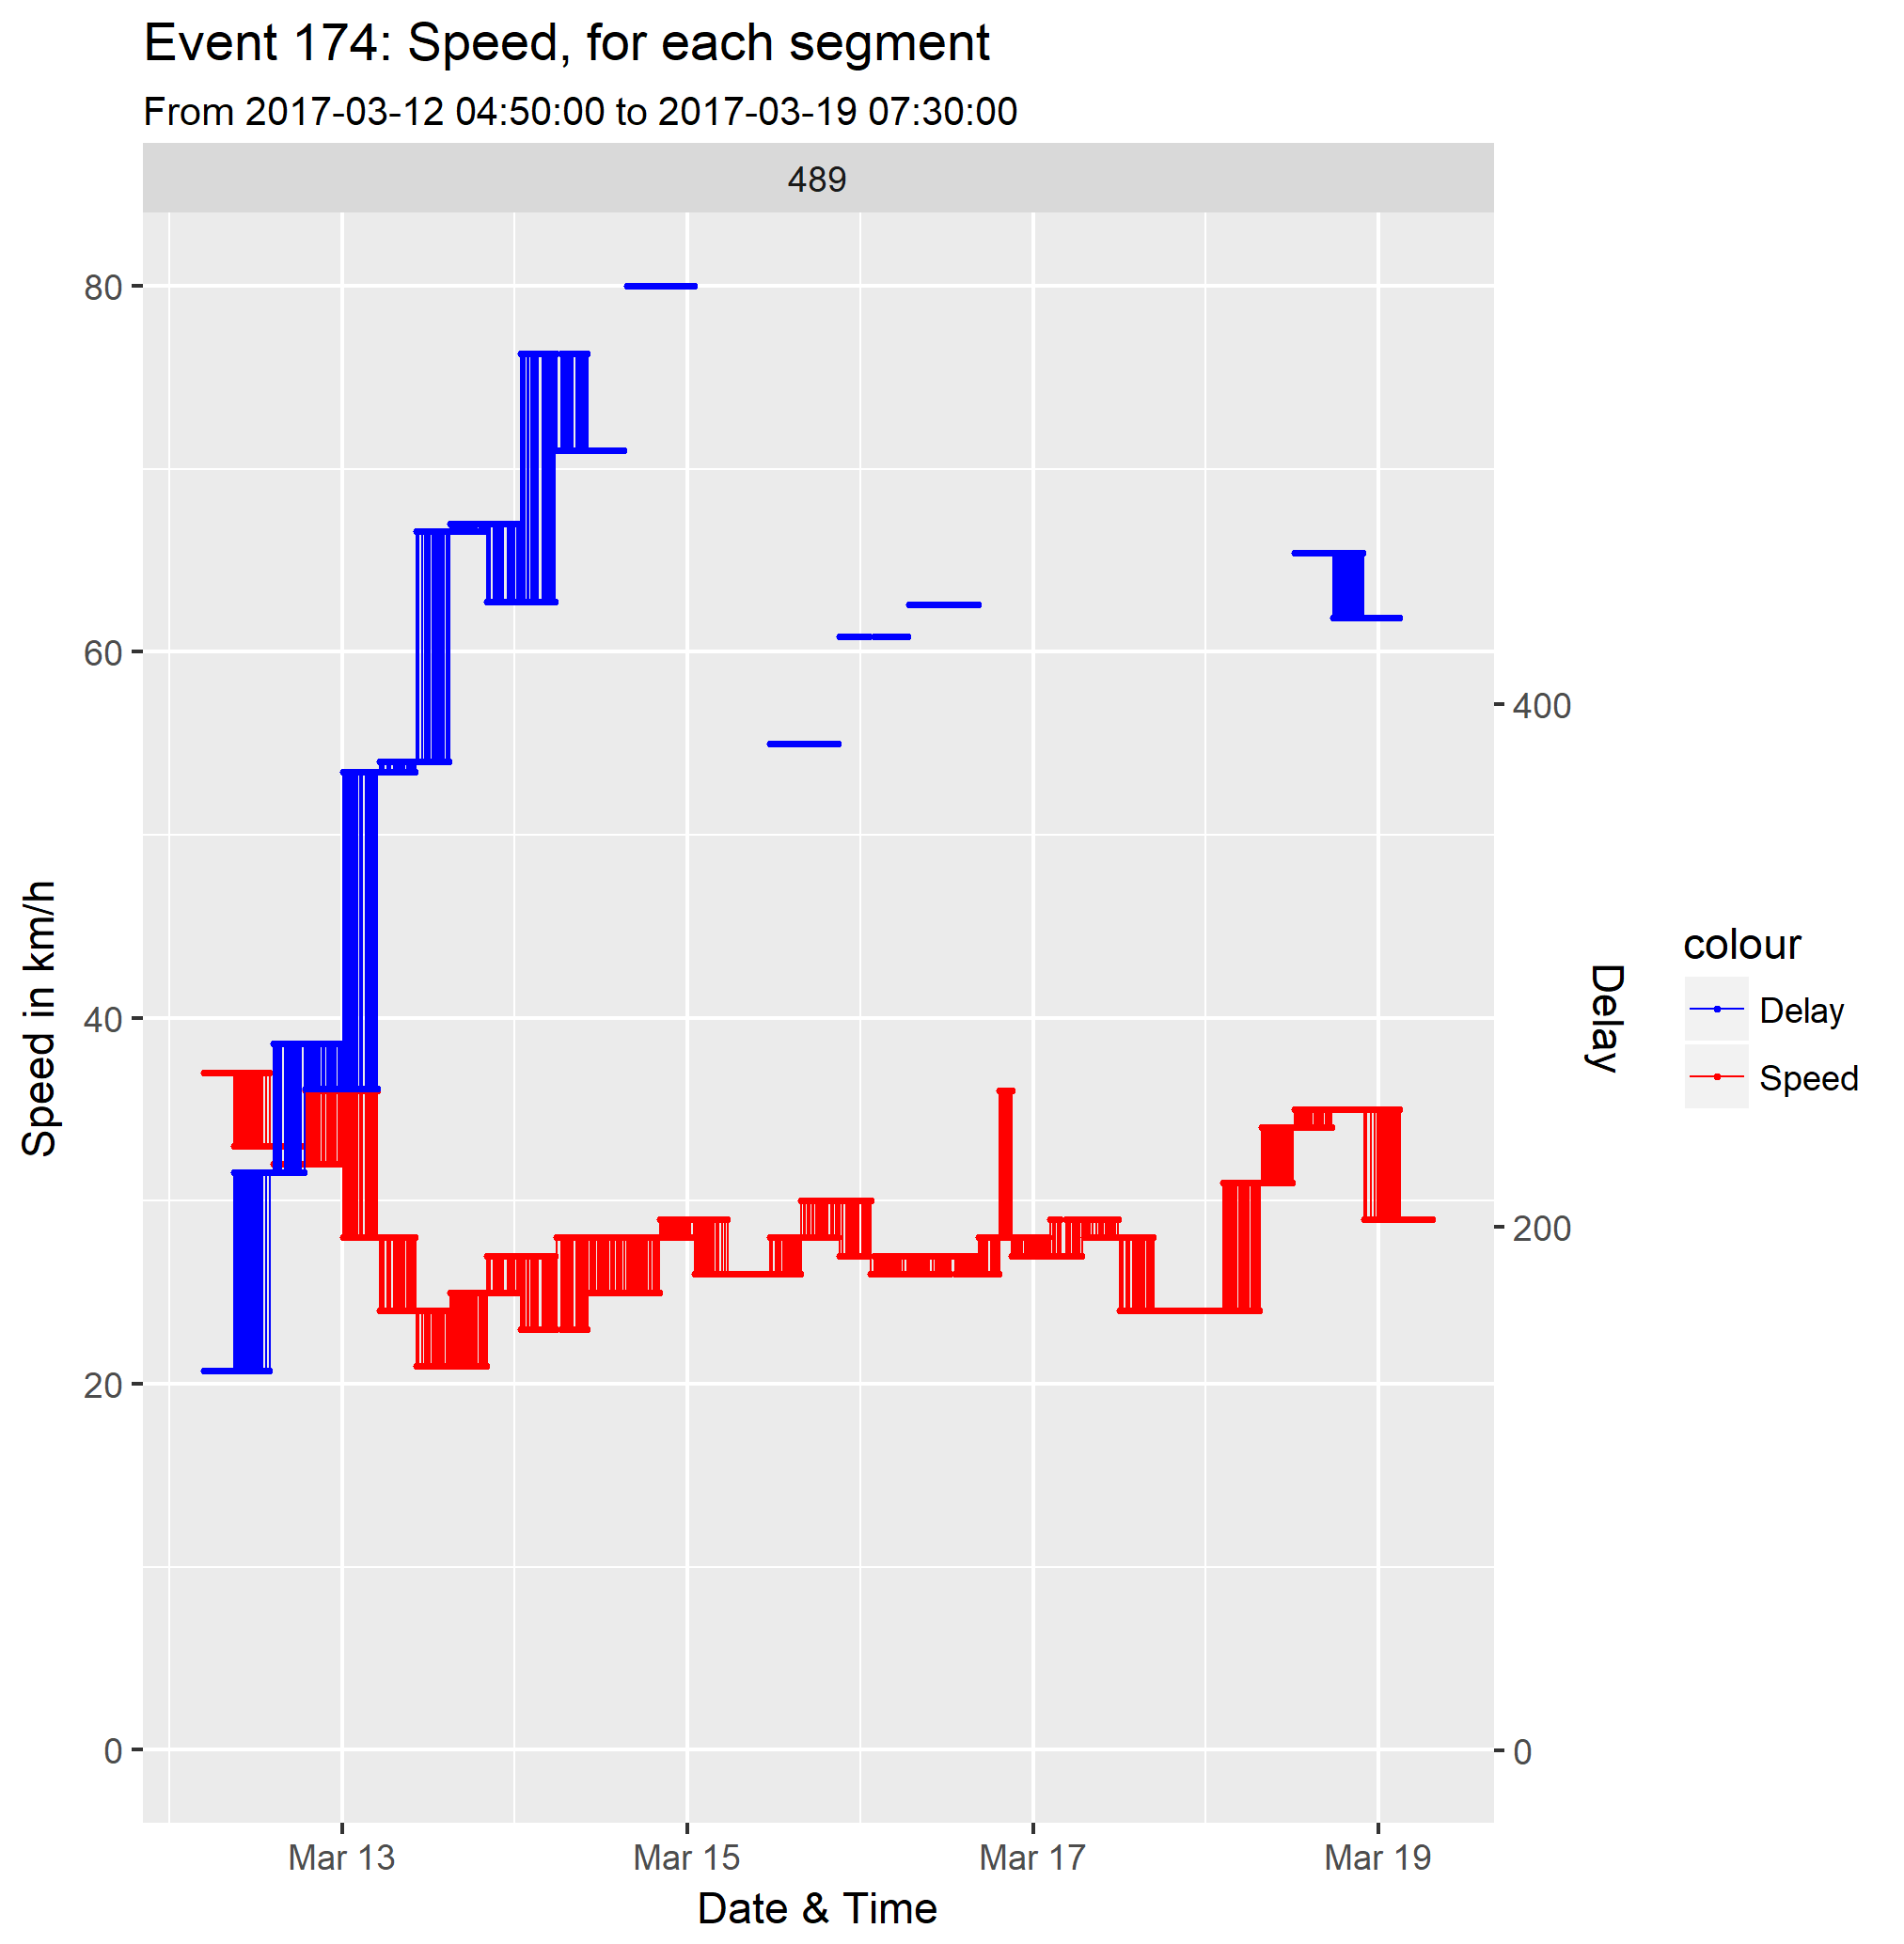 Event 174: Speed, for each segment
From 2017-03-12 04:50:00 to 2017-03-19 07:30:00
489
80
60
40
20
0
Speed in km/h
400
200
0
Delay
Mar 13
Mar 15
Mar 17
Mar 19
Date & Time
colour
Delay
Speed